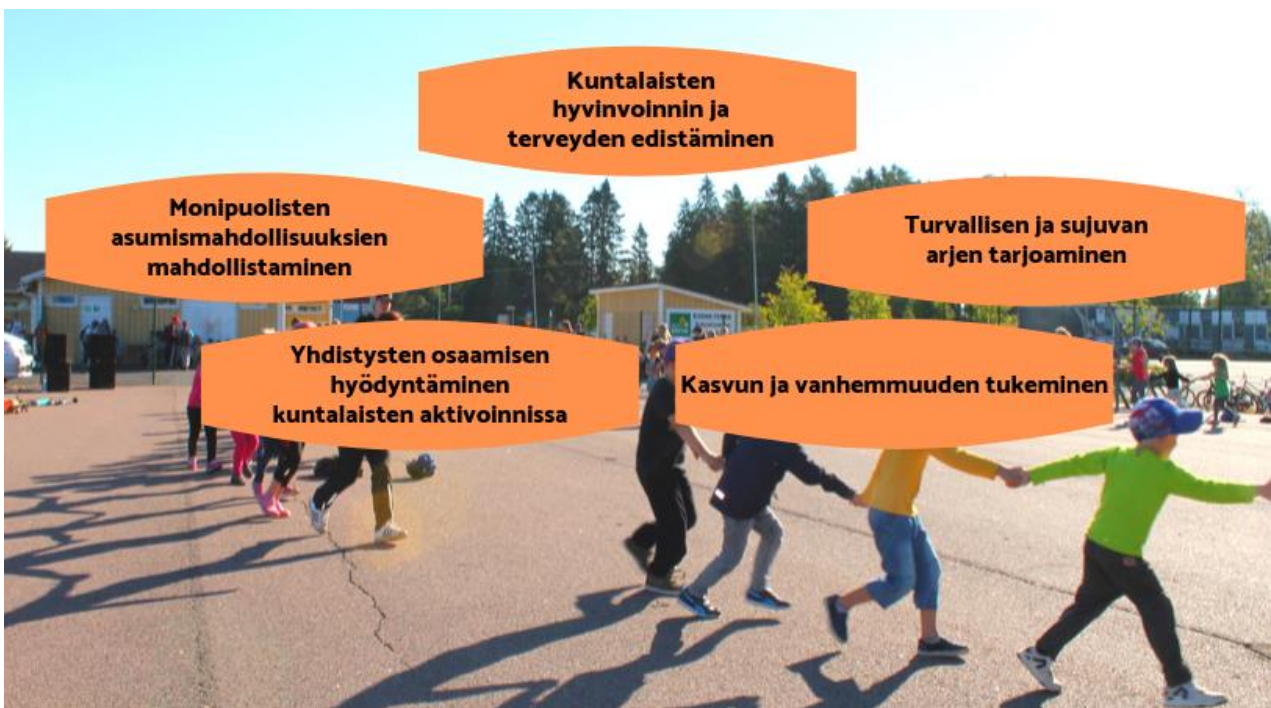 Kuntalaisten
hyvinvoinnin ja
terveyden edistäminen
Monipuolisten
asumismahdollisuuksien
mahdollistaminen
Turvallisen ja sujuvan
arjen tarjoaminen
Yhdistysten osaamisen
hyödyntäminen
kuntalaisten aktivoinnissa
Kasvun ja vanhemmuuden tukeminen